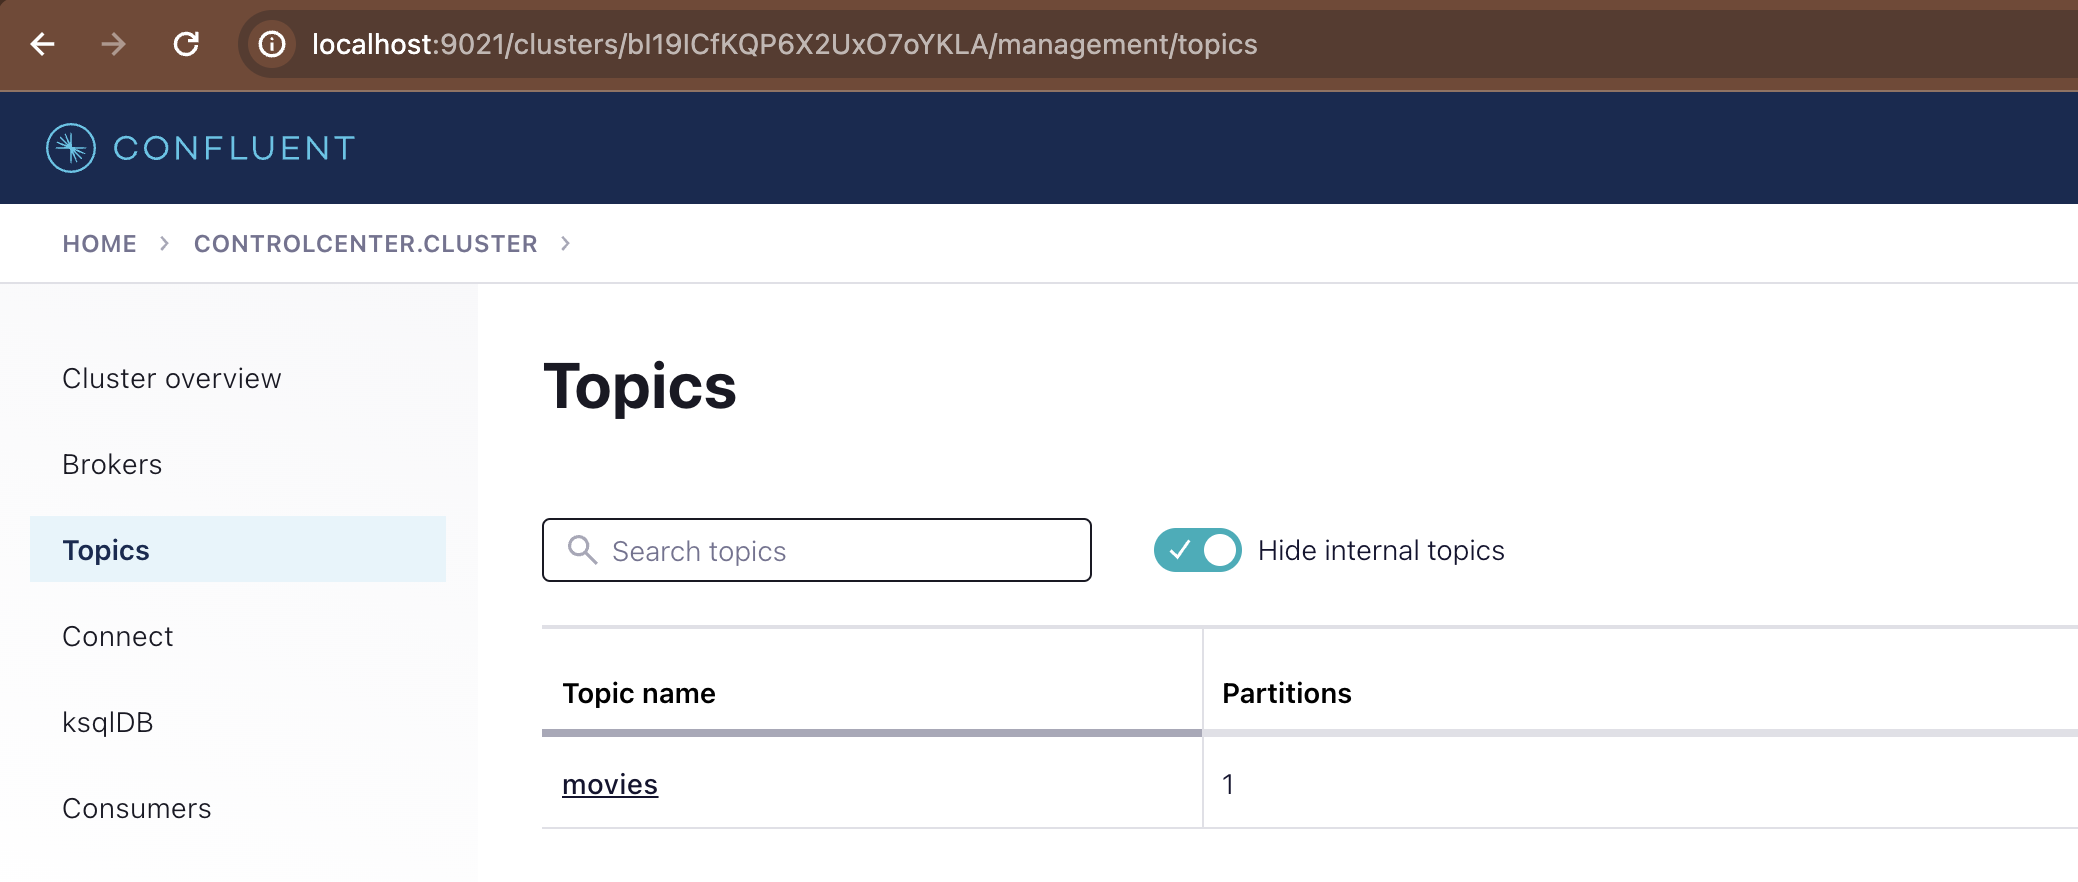 localhost:9021/clusters/bI19ICfKQP6X2UxO7oYKLA/management/topics
CONFLUENT
HOME > CONTROLCENTER.CLUSTER >
Cluster overview
Brokers
Topics
Connect
ksqlDB
Consumers
Topics
Search topics
Hide internal topics
Topic name Partitions
movies 1